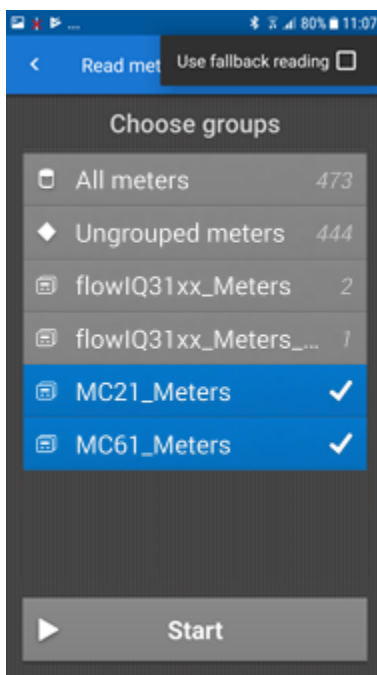 ... 80% 11:07
Read met Use fallback reading
Choose groups
All meters 473
Ungrouped meters 444
flowIQ31xx_Meters 2
flowIQ31xx_Meters_... 1
MC21_Meters
MC61_Meters
Start